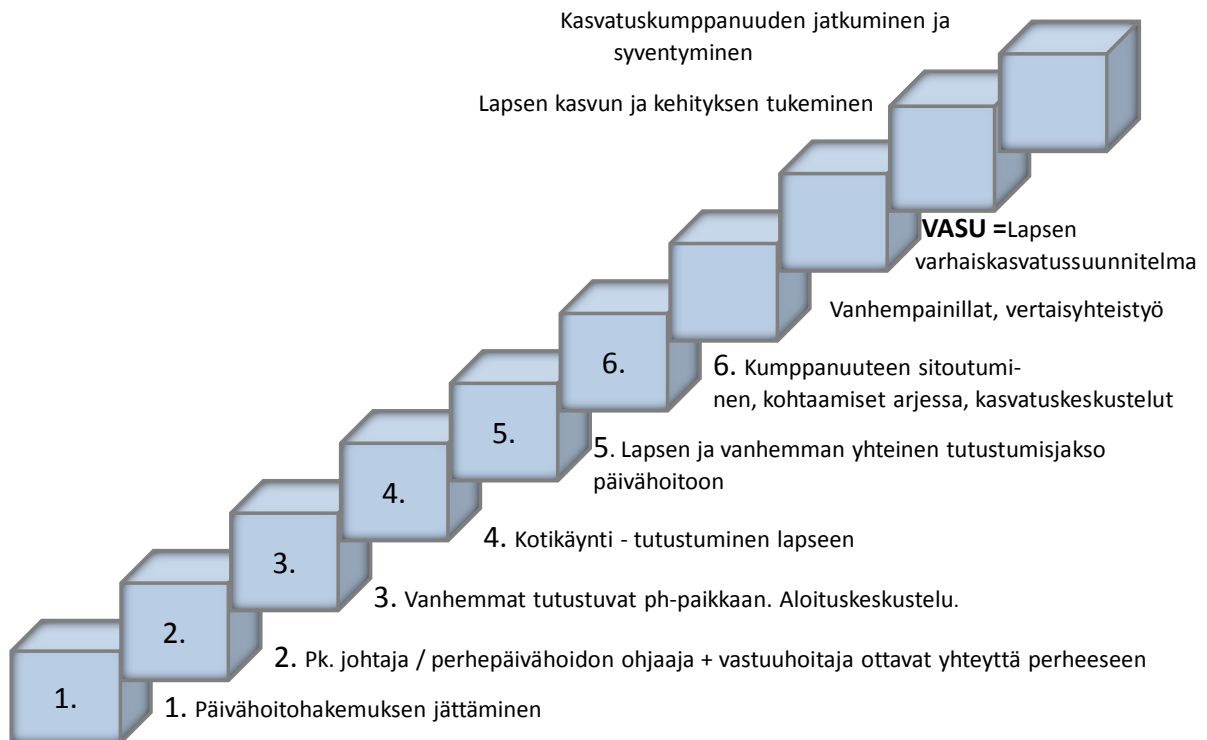 Kasvatuskumppanuuden jatkuminen ja
syventyminen
Lapsen kasvun ja kehityksen tukeminen
VASU =Lapsen
varhaiskasvatussuunnitelma
Vanhempainillat, vertaisyhteistyö
6.
6. Kumppanuuteen sitoutumi-
nen, kohtaamiset arjessa, kasvatuskeskustelut
5.
5. Lapsen ja vanhemman yhteinen tutustumisjakso
päivähoitoon
4.
4. Kotikäynti - tutustuminen lapseen
3.
3. Vanhemmat tutustuvat ph-paikkaan. Aloituskeskustelu.
2.
2. Pk. johtaja / perhepäivähoidon ohjaaja + vastuuhoitaja ottavat yhteyttä perheeseen
1.
1. Päivähoitohakemuksen jättäminen